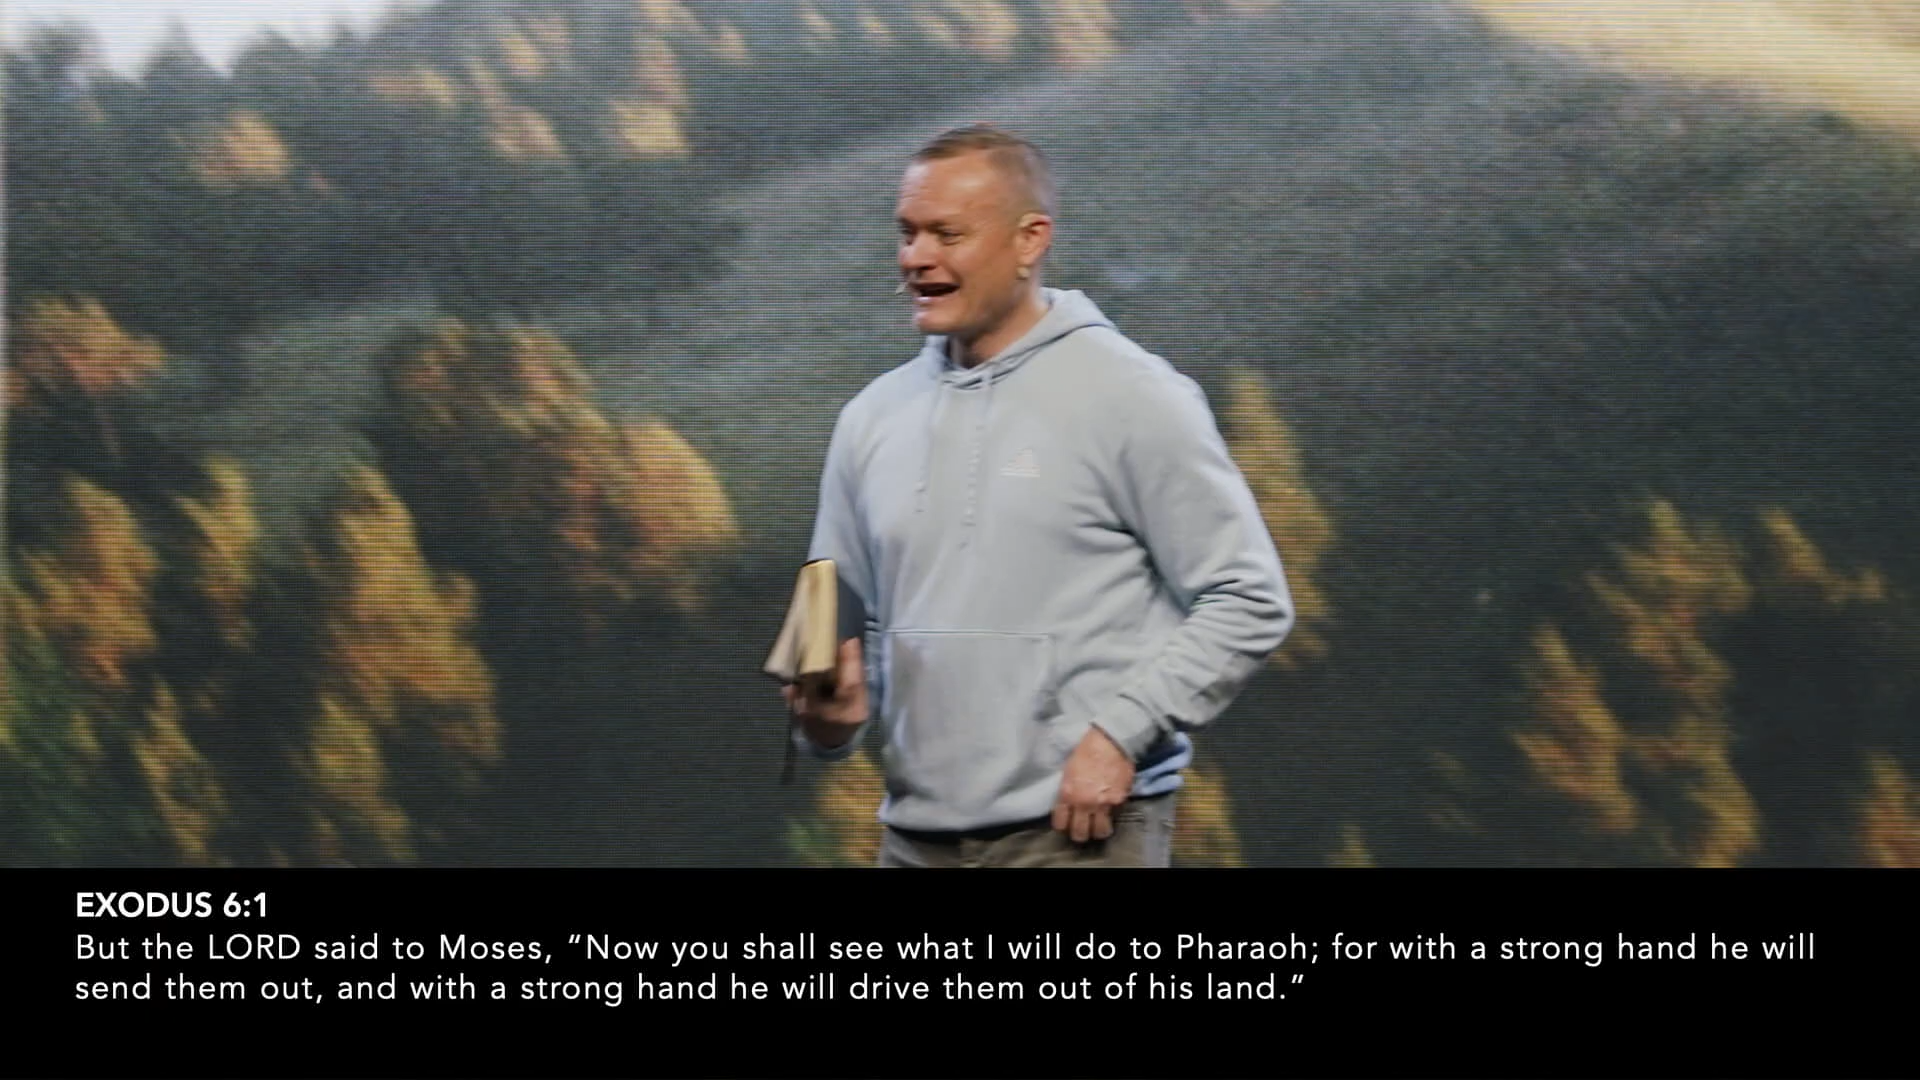 EXODUS 6:1
But the LORD said to Moses, “Now you shall see what I will do to Pharaoh; for with a strong hand he will
send them out, and with a strong hand he will drive them out of his land.”